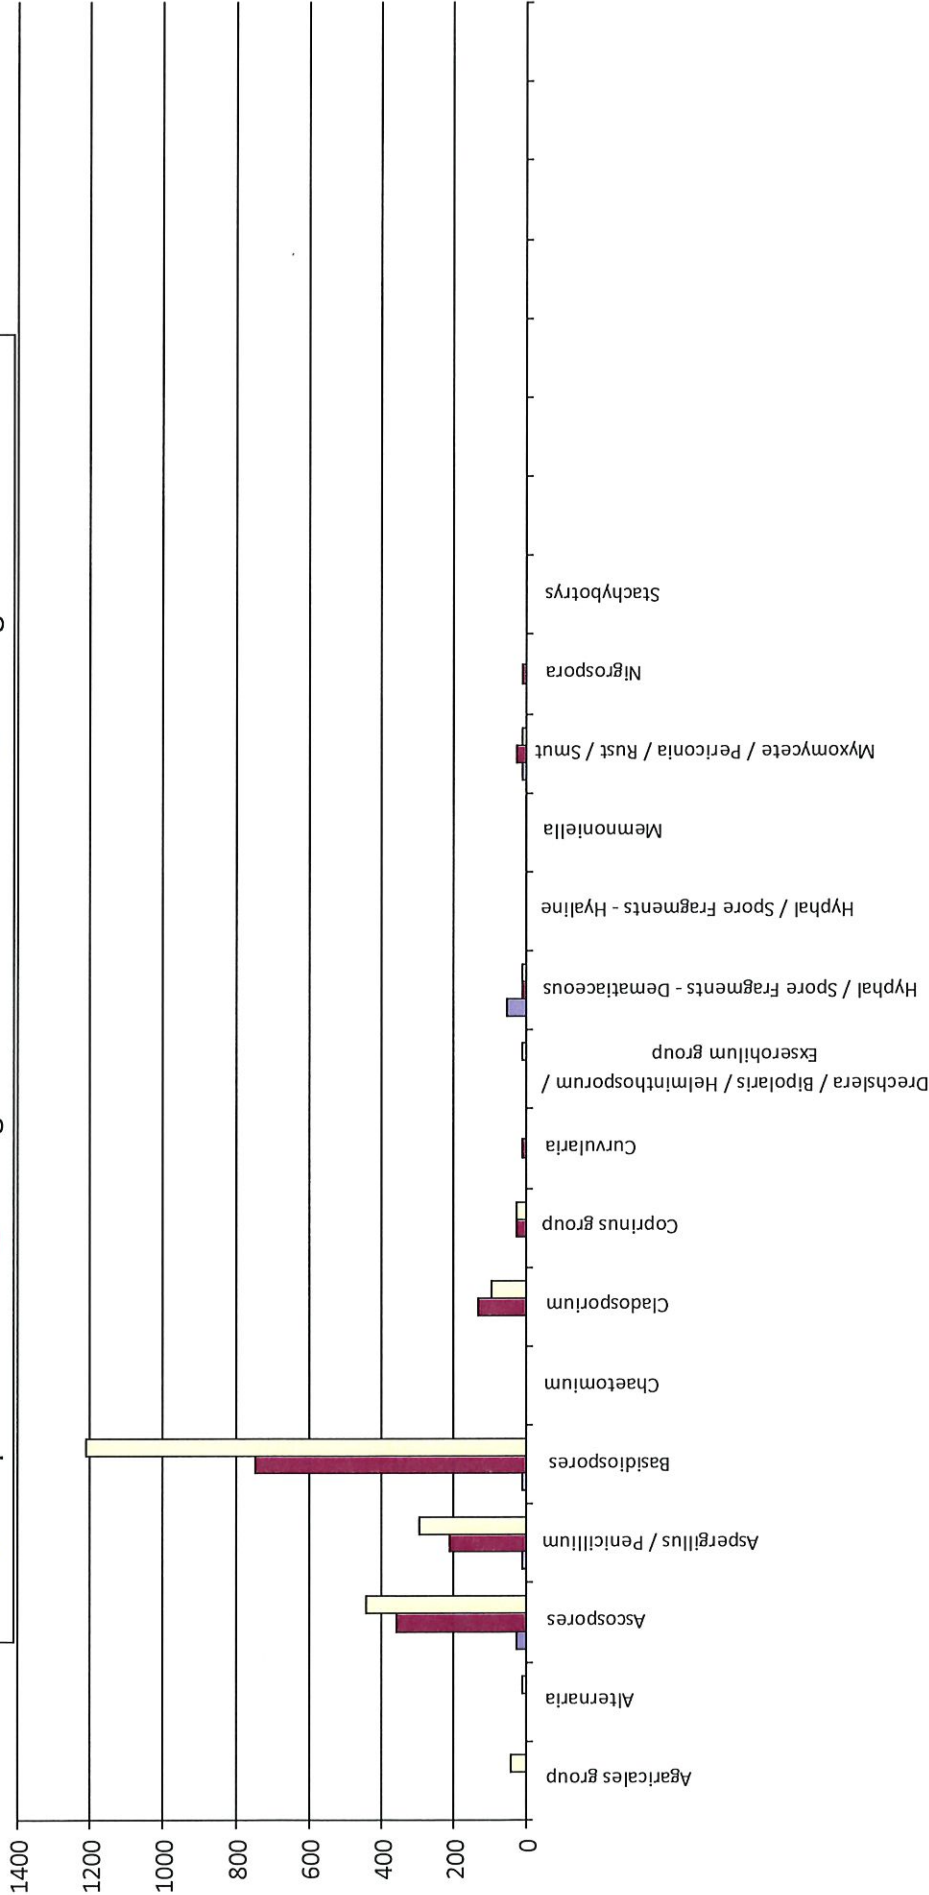 1400
1200
1000
800
600
400
200
0
Agaricales group
Alternaria
Ascospores
Aspergillus / Penicillium
Basidiospores
Chaetomium
Cladosporium
Coprinus group
Curvularia
Drechslera / Bipolaris / Helminthosporum /
Exserohilum group
Hyphal / Spore Fragments - Dematiaceous
Hyphal / Spore Fragments - Hyaline
Memnoniella
Myxomycete / Periconia / Rust / Smut
Nigrospora
Stachybotrys